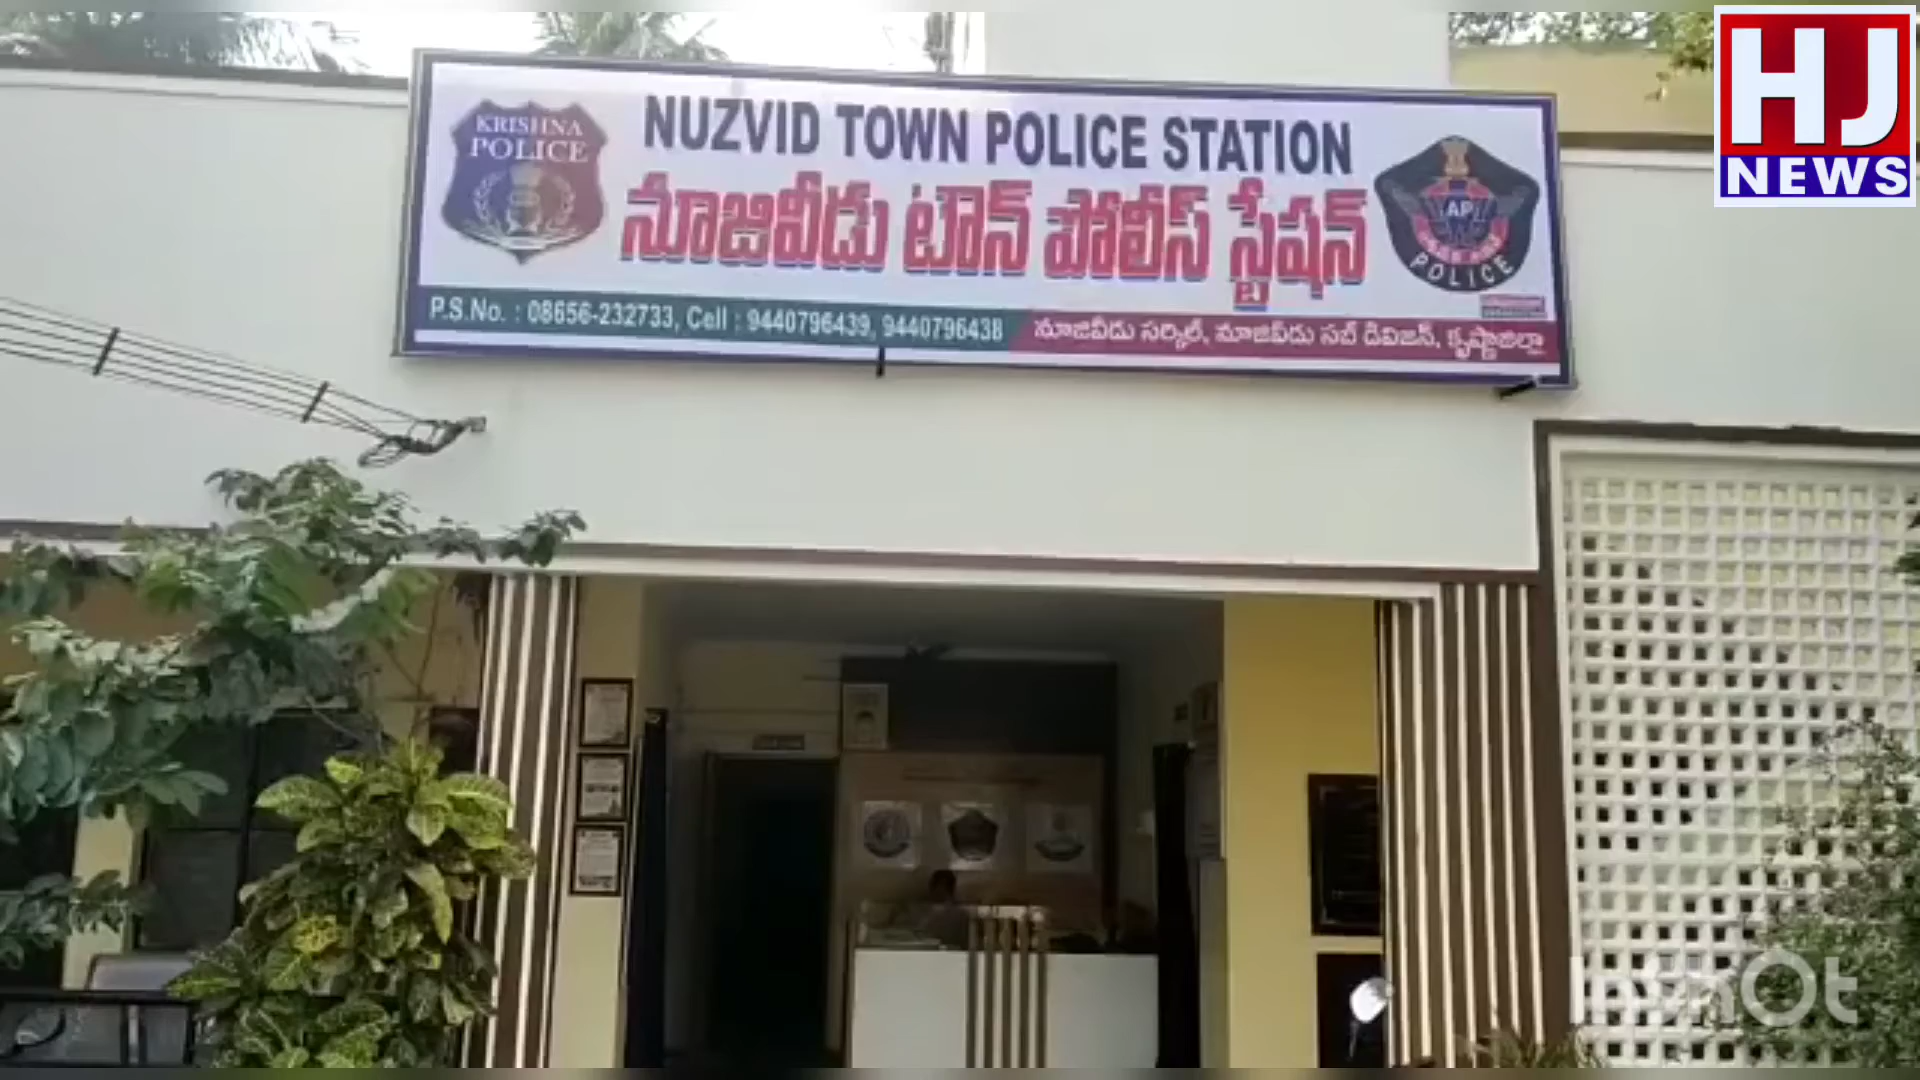 HJ
NEWS
KRISHNA
POLICE
NUZVID TOWN POLICE STATION
నూజివీడు టౌన్ పోలీస్ స్టేషన్
AP
POLICE
P.S.No. : 08656-232733, Cell : 9440796439, 9440796438
నూజివీడు సర్కిల్, నూజివీడు సబ్ డివిజన్, కృష్ణాజిల్లా
InShOt